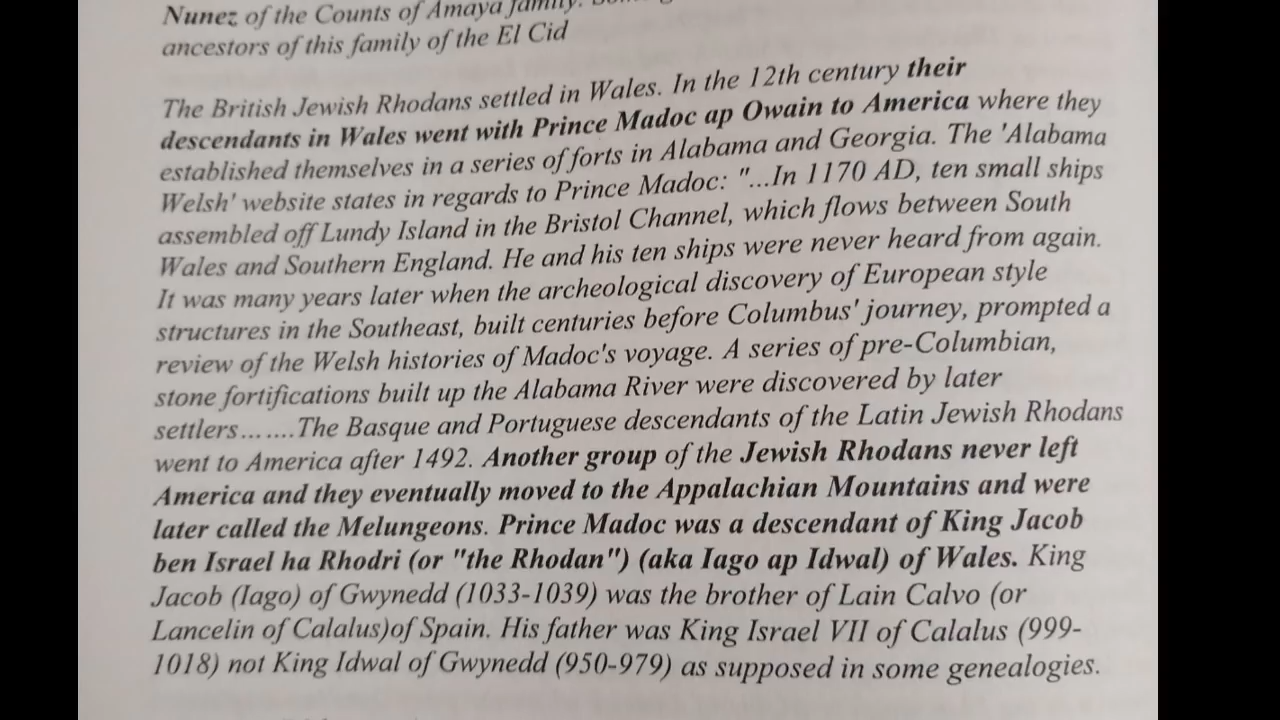 Nunez of the Counts of Amaya family.
ancestors of this family of the El Cid
The British Jewish Rhodans settled in Wales. In the 12th century their
descendants in Wales went with Prince Madoc ap Owain to America where they
established themselves in a series of forts in Alabama and Georgia. The 'Alabama
Welsh' website states in regards to Prince Madoc: "...In 1170 AD, ten small ships
assembled off Lundy Island in the Bristol Channel, which flows between South
Wales and Southern England. He and his ten ships were never heard from again.
It was many years later when the archeological discovery of European style
structures in the Southeast, built centuries before Columbus' journey, prompted a
review of the Welsh histories of Madoc's voyage. A series of pre-Columbian,
stone fortifications built up the Alabama River were discovered by later
settlers.......The Basque and Portuguese descendants of the Latin Jewish Rhodans
went to America after 1492. Another group of the Jewish Rhodans never left
America and they eventually moved to the Appalachian Mountains and were
later called the Melungeons. Prince Madoc was a descendant of King Jacob
ben Israel ha Rhodri (or "the Rhodan") (aka Iago ap Idwal) of Wales. King
Jacob (Iago) of Gwynedd (1033-1039) was the brother of Lain Calvo (or
Lancelin of Calalus)of Spain. His father was King Israel VII of Calalus (999-
1018) not King Idwal of Gwynedd (950-979) as supposed in some genealogies.